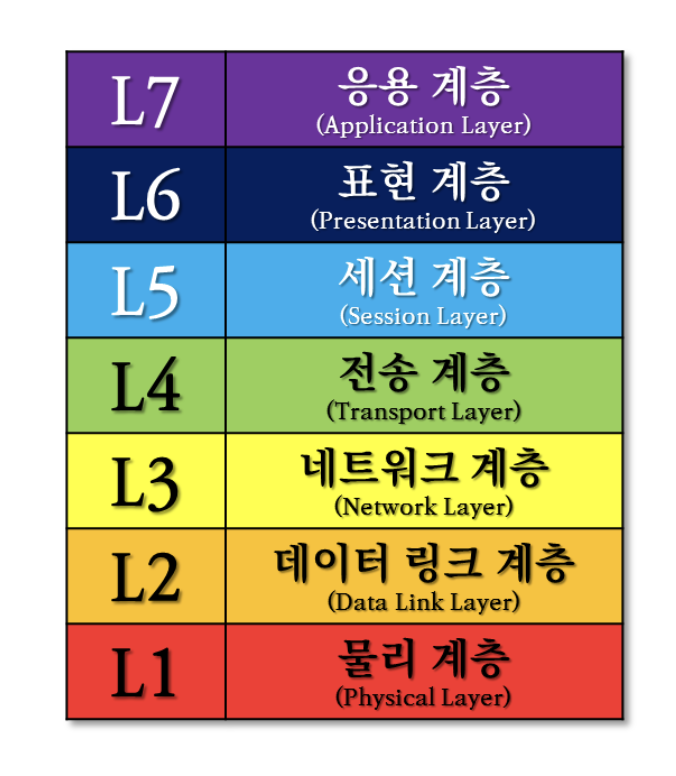 L7
응용 계층
(Application Layer)
L6
표현 계층
(Presentation Layer)
L5
세션 계층
(Session Layer)
L4
전송 계층
(Transport Layer)
L3
네트워크 계층
(Network Layer)
L2
데이터 링크 계층
(Data Link Layer)
L1
물리 계층
(Physical Layer)